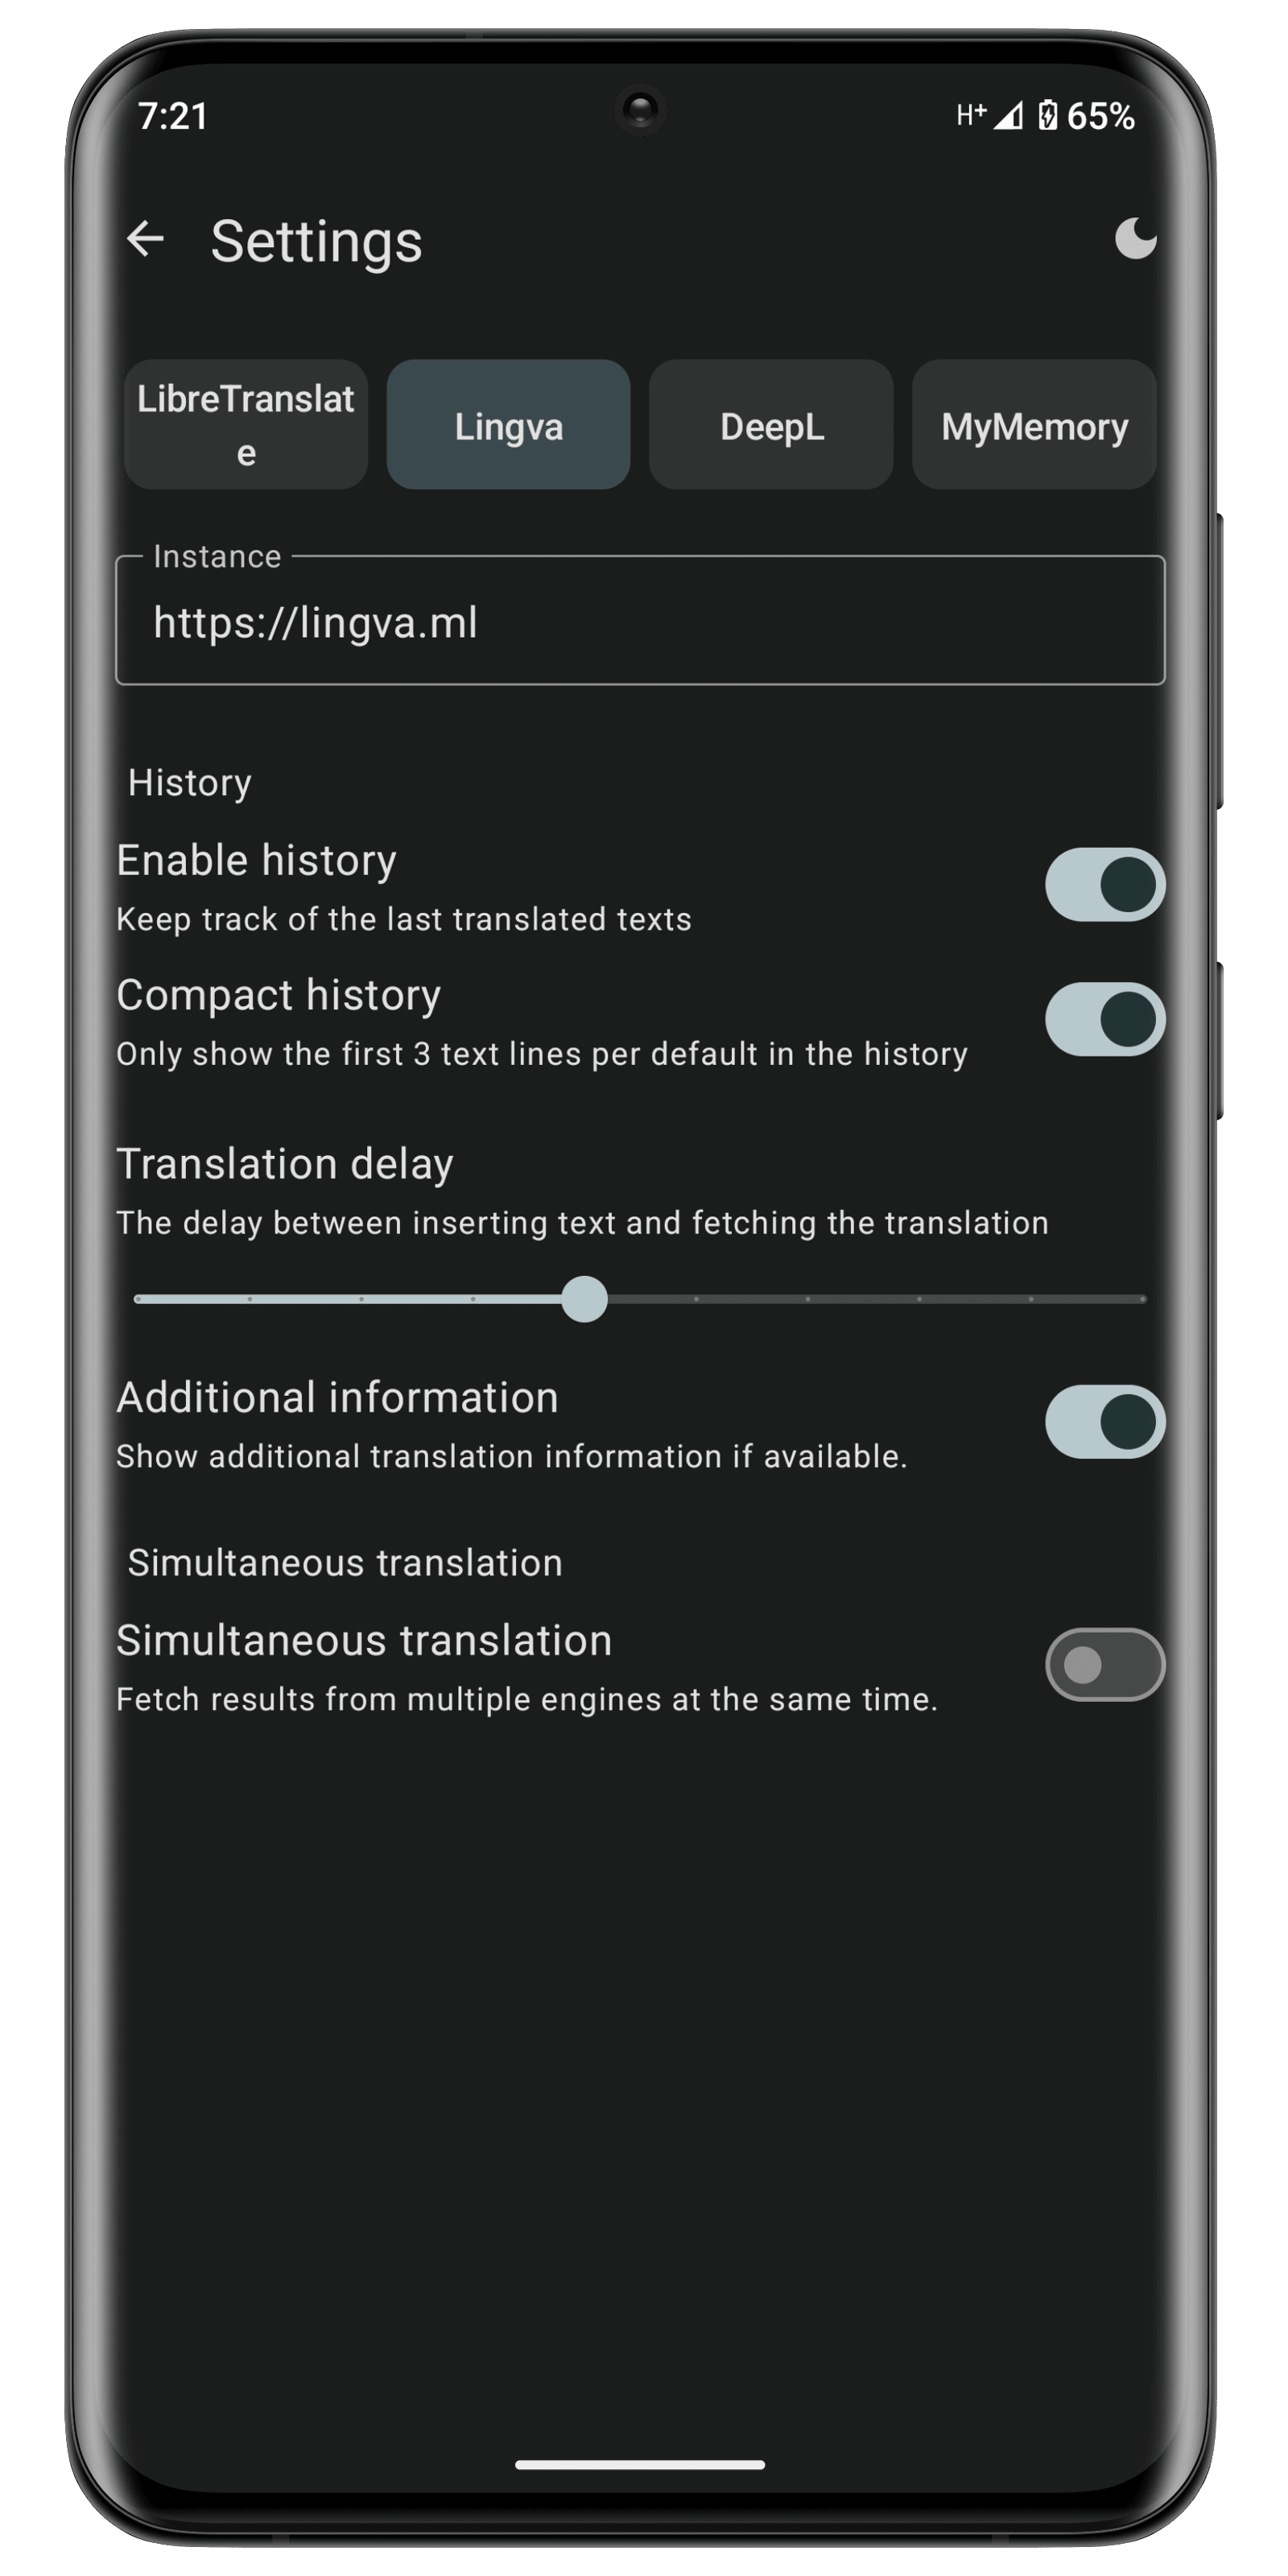 7:21
H+ 65%
Settings
LibreTranslat
e
Lingva
DeepL
MyMemory
Instance
https://lingva.ml
History
Enable history
Keep track of the last translated texts
Compact history
Only show the first 3 text lines per default in the history
Translation delay
The delay between inserting text and fetching the translation
Additional information
Show additional translation information if available.
Simultaneous translation
Simultaneous translation
Fetch results from multiple engines at the same time.